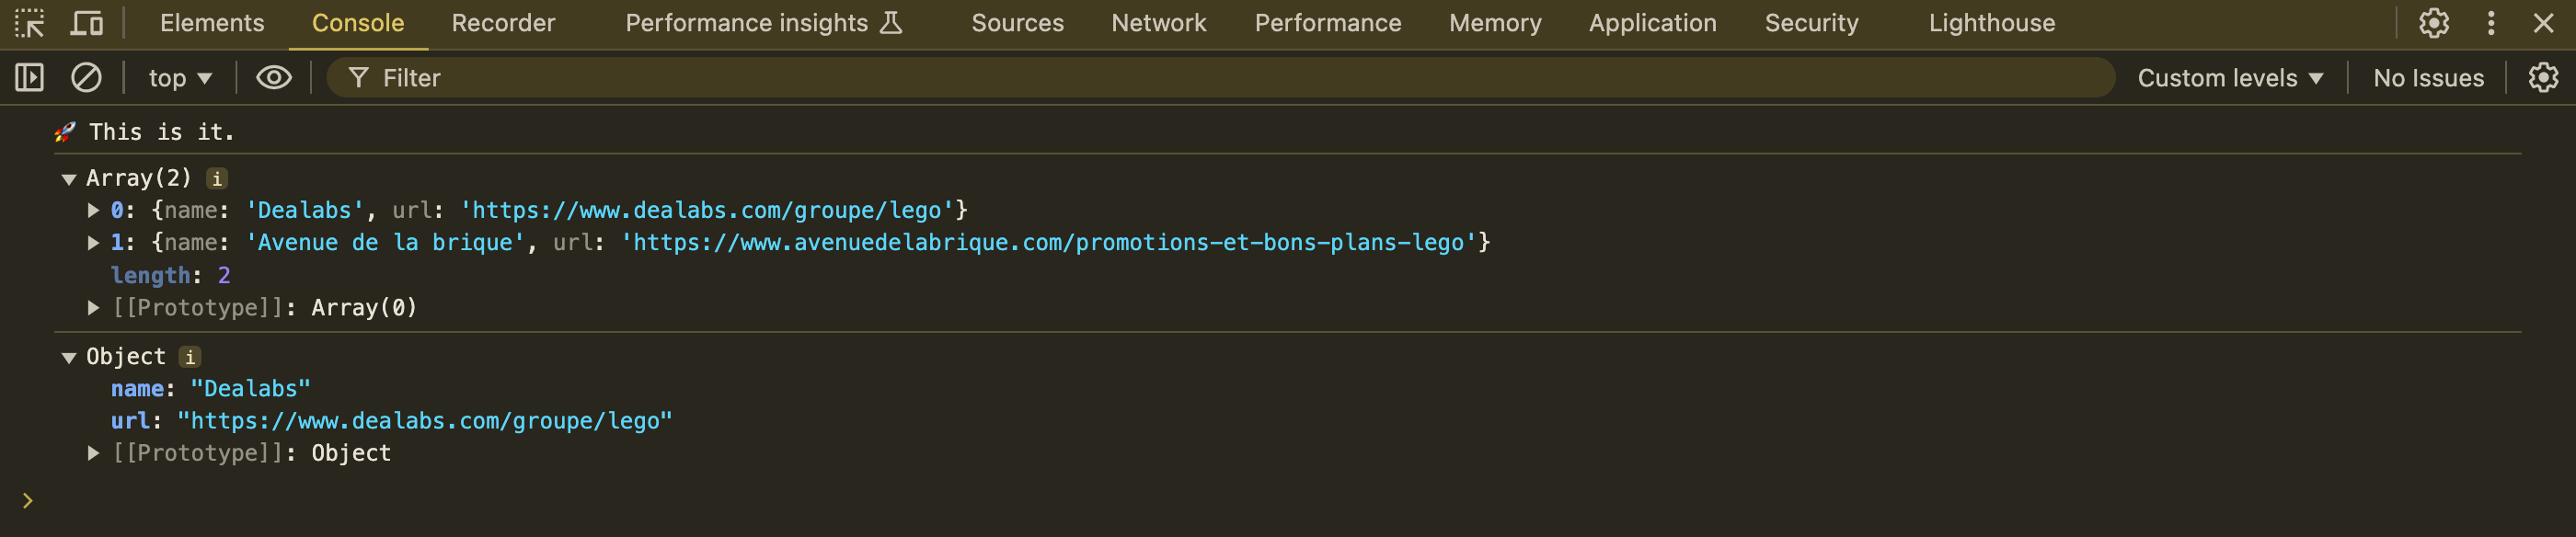 Elements Console Recorder Performance insights Sources Network Performance Memory Application Security Lighthouse
top Filter Custom levels No Issues
🚀 This is it.
Array(2) i
0: {name: 'Dealabs', url: 'https://www.dealabs.com/groupe/lego'}
1: {name: 'Avenue de la brique', url: 'https://www.avenuedelabrique.com/promotions-et-bons-plans-lego'}
length: 2
[[Prototype]]: Array(0)
Object i
name: "Dealabs"
url: "https://www.dealabs.com/groupe/lego"
[[Prototype]]: Object